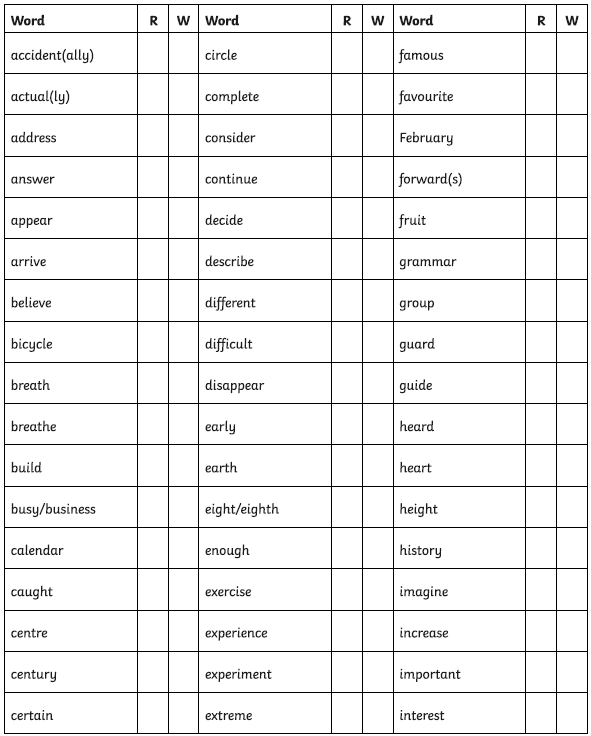 Word R W Word R W Word R W
accident(ally) circle famous
actual(ly) complete favourite
address consider February
answer continue forward(s)
appear decide fruit
arrive describe grammar
believe different group
bicycle difficult guard
breath disappear guide
breathe early heard
build earth heart
busy/business eight/eighth height
calendar enough history
caught exercise imagine
centre experience increase
century experiment important
certain extreme interest